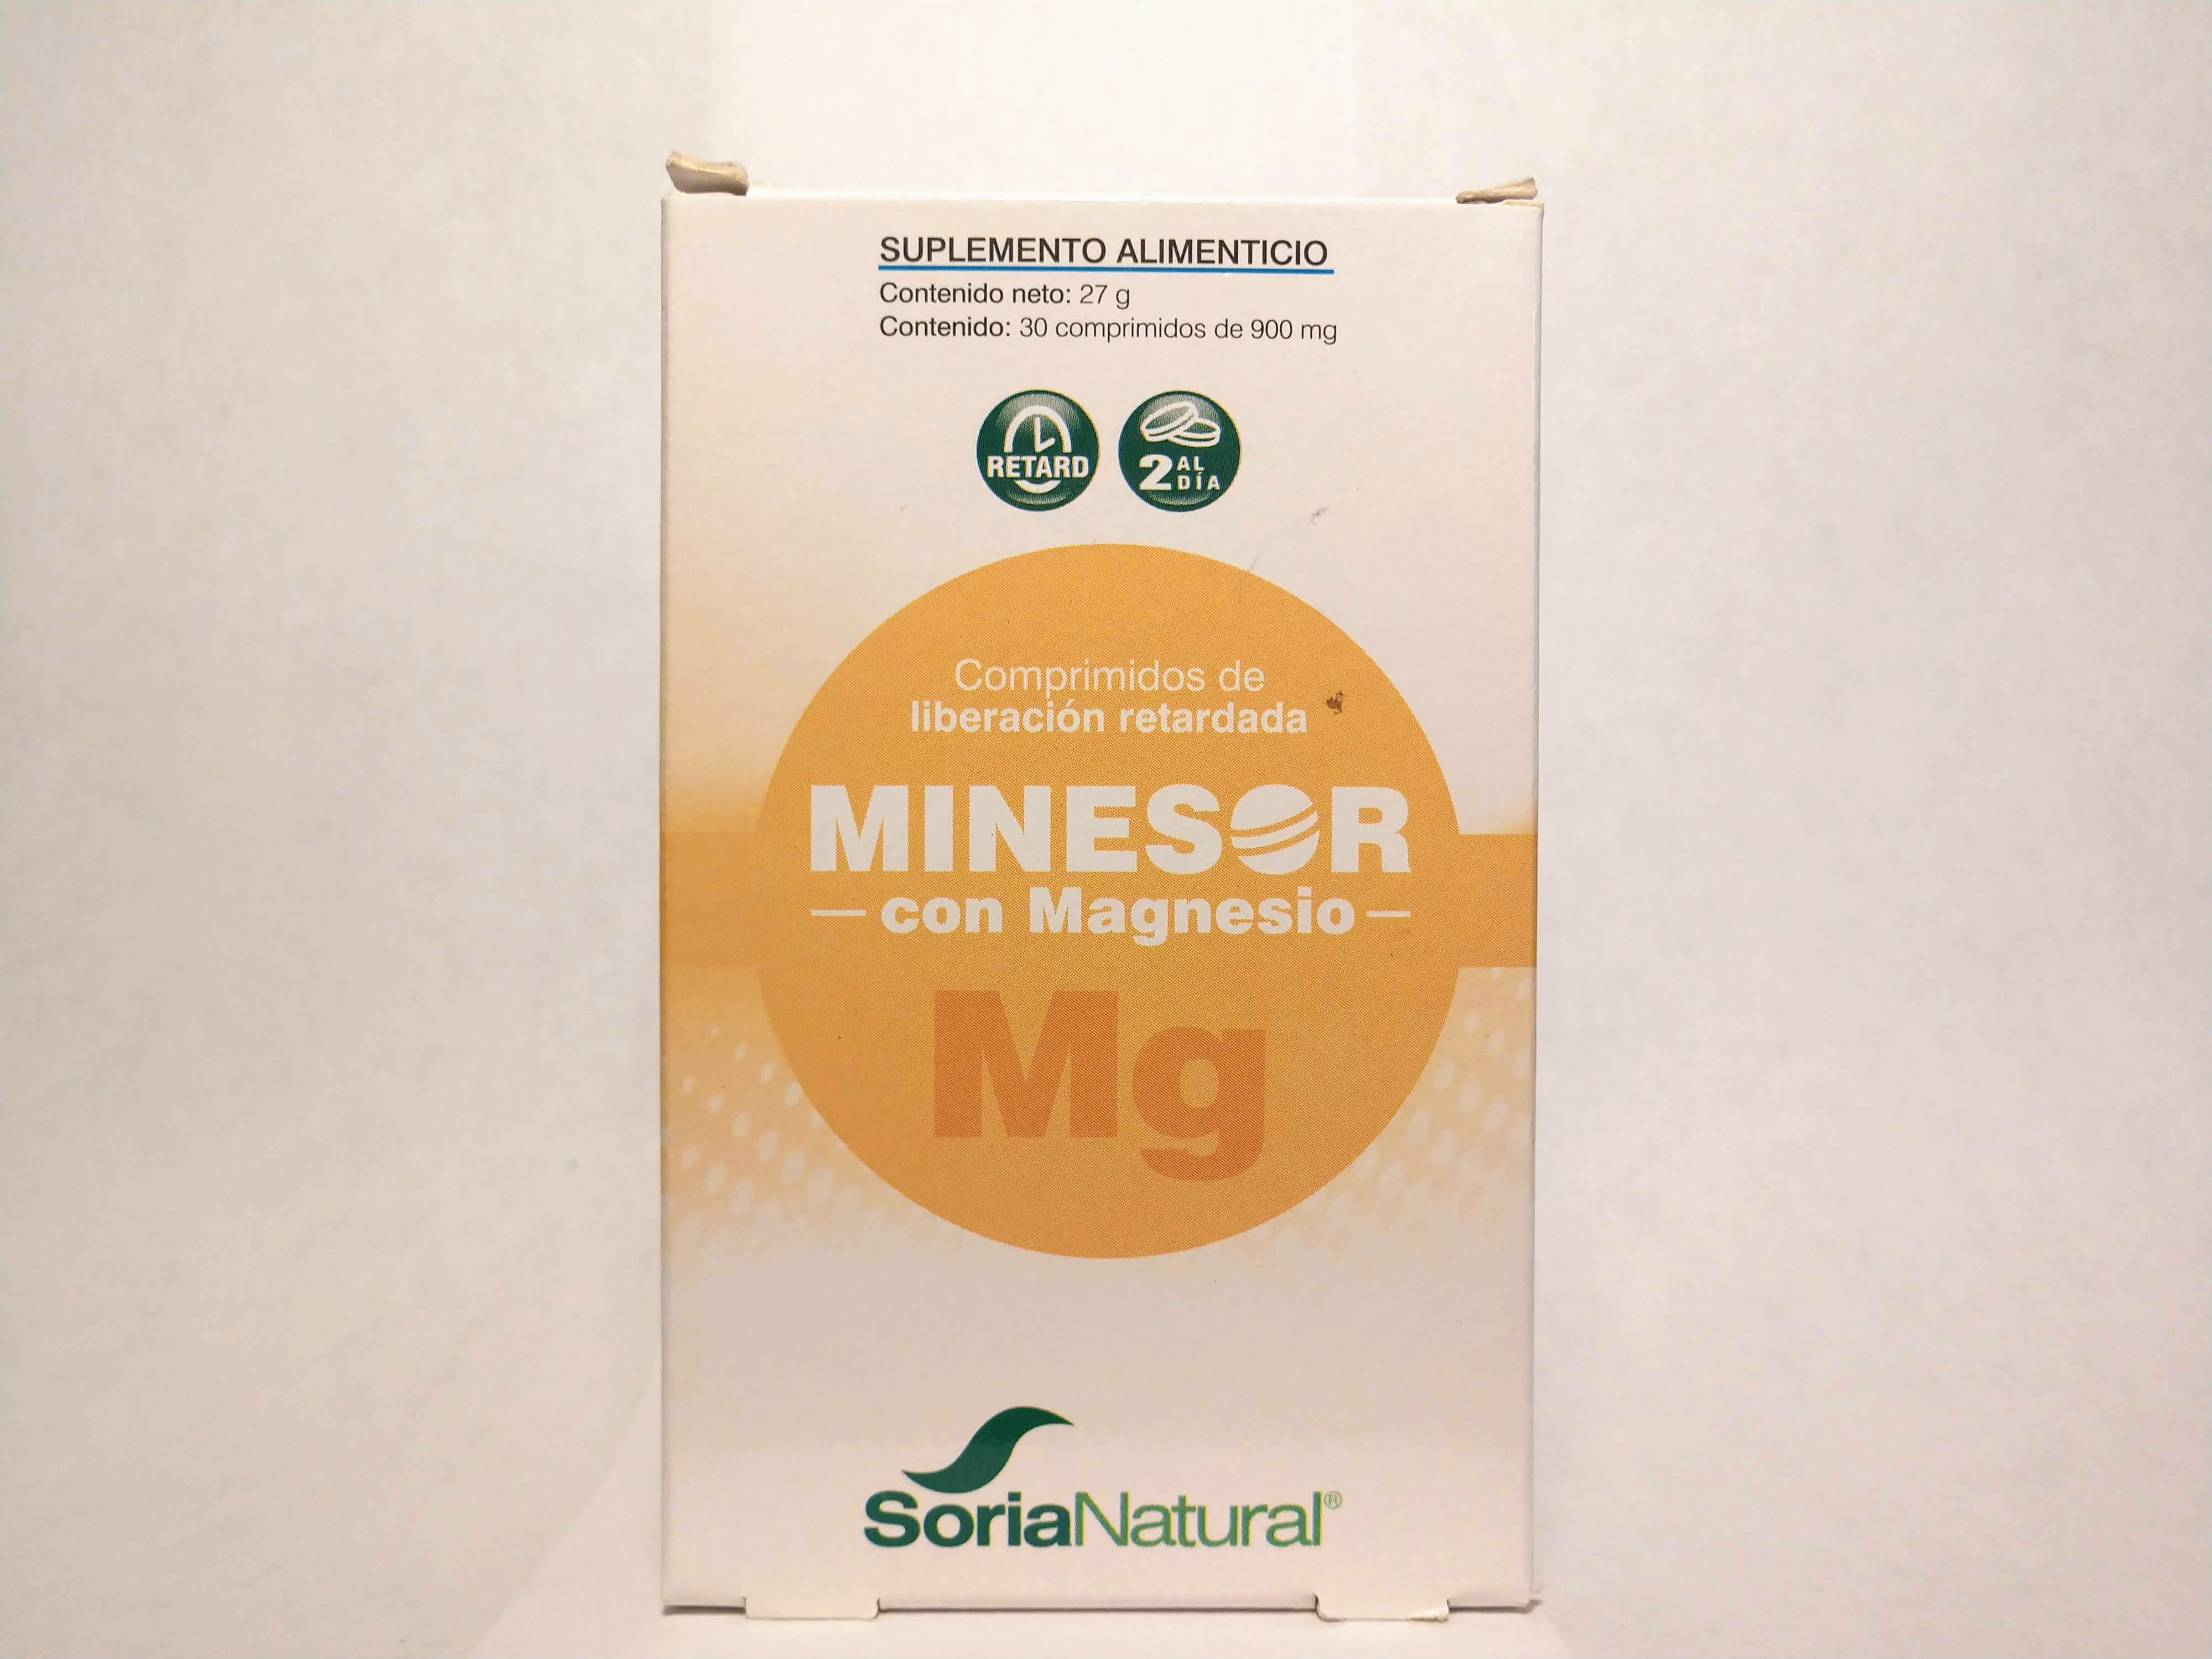 SUPLEMENTO ALIMENTICIO
Contenido neto: 27 g
Contenido: 30 comprimidos de 900 mg
RETARD
2 AL DÍA
Comprimidos de
liberación retardada
MINESOR
con Magnesio
Mg
SoriaNatural®